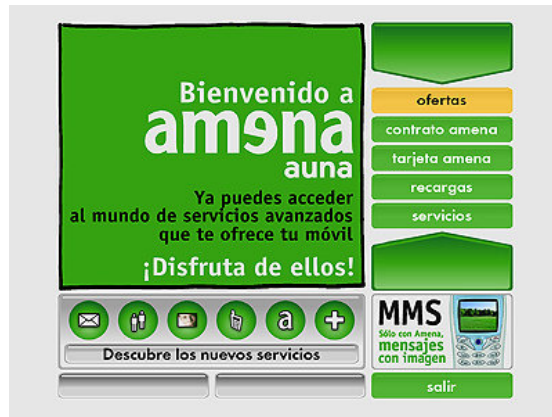 Bienvenido a
amena
auna
Ya puedes acceder
al mundo de servicios avanzados
que te ofrece tu móvil
¡Disfruta de ellos!
Descubre los nuevos servicios
ofertas
contrato amena
tarjeta amena
recargas
servicios
MMS
Sólo con Amena,
mensajes
con imagen
salir